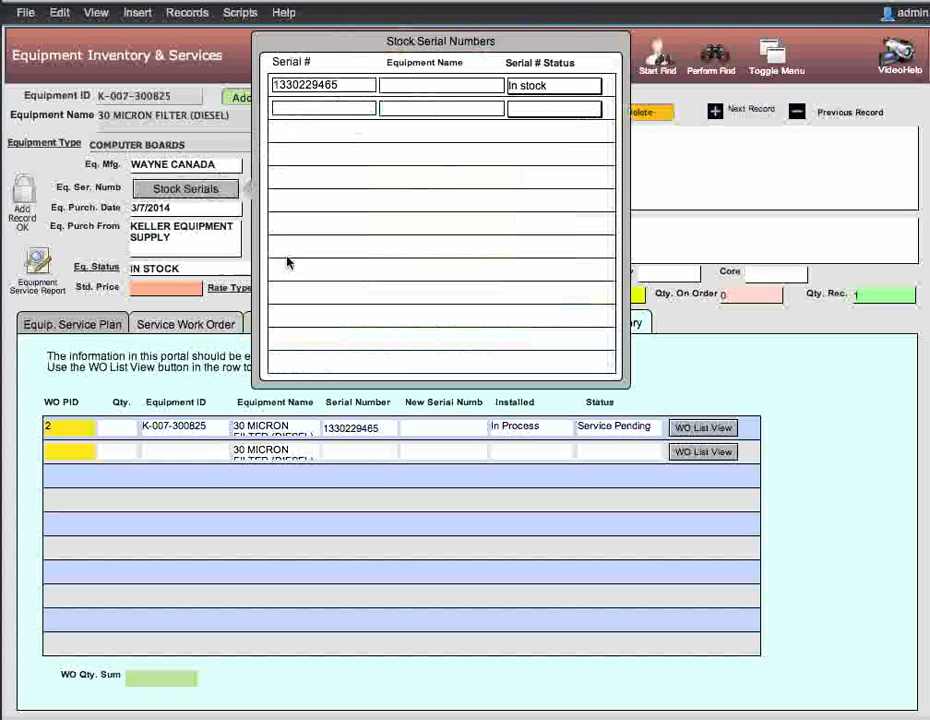 File Edit View Insert Records Scripts Help admin
Stock Serial Numbers
Equipment Inventory & Services
Start Find Perform Find Toggle Menu VideoHelp
Serial # Equipment Name Serial # Status
1330229465 In stock
Equipment ID K-007-300825 Add
Next Record Previous Record
Equipment Name 30 MICRON FILTER (DIESEL)
Equipment Type COMPUTER BOARDS
Eq. Mfg. WAYNE CANADA
Eq. Ser. Numb Stock Serials
Add
Record
OK
Eq. Purch. Date 3/7/2014
Eq. Purch From KELLER EQUIPMENT
SUPPLY
Eq. Status IN STOCK
Core
Equipment
Service Report
Std. Price Rate Type
Qty. On Order 0 Qty. Rec. 1
Equip. Service Plan Service Work Order
The information in this portal should be
Use the WO List View button in the row to
WO PID Qty. Equipment ID Equipment Name Serial Number New Serial Numb Installed Status
2 K-007-300825 30 MICRON
FILTER (DIESEL) 1330229465 In Process Service Pending WO List View
30 MICRON
FILTER (DIESEL) WO List View
WO Qty. Sum